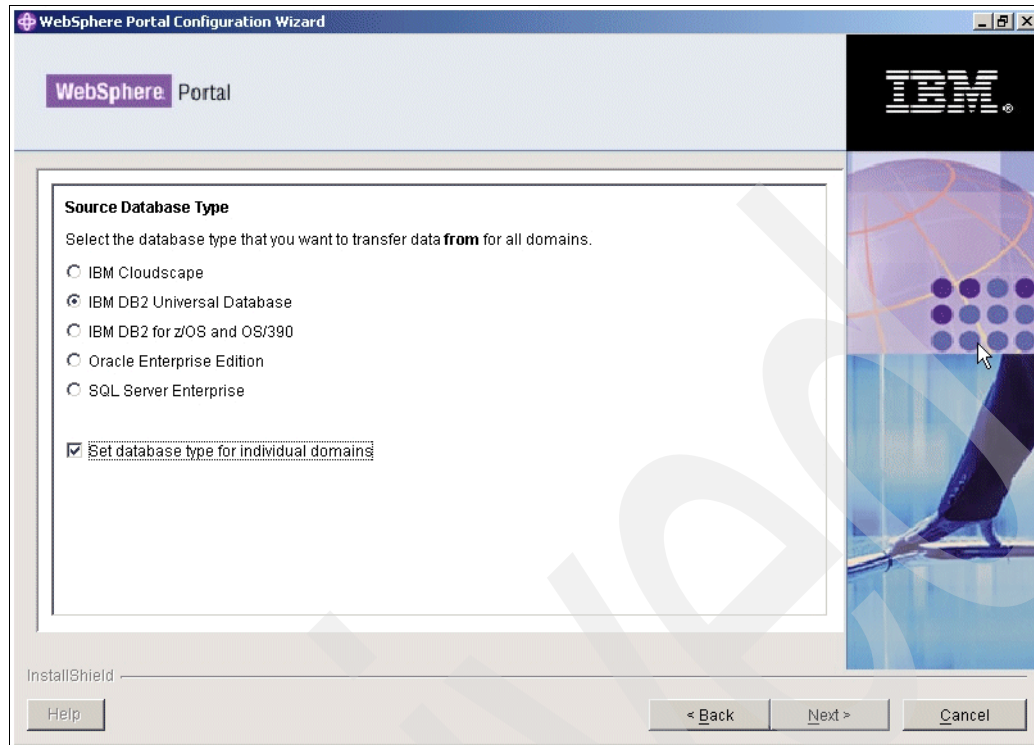 WebSphere Portal Configuration Wizard
WebSphere Portal
IBM
Source Database Type
Select the database type that you want to transfer data from for all domains.
IBM Cloudscape
IBM DB2 Universal Database
IBM DB2 for z/OS and OS/390
Oracle Enterprise Edition
SQL Server Enterprise
Set database type for individual domains
InstallShield
Help
< Back
Next >
Cancel